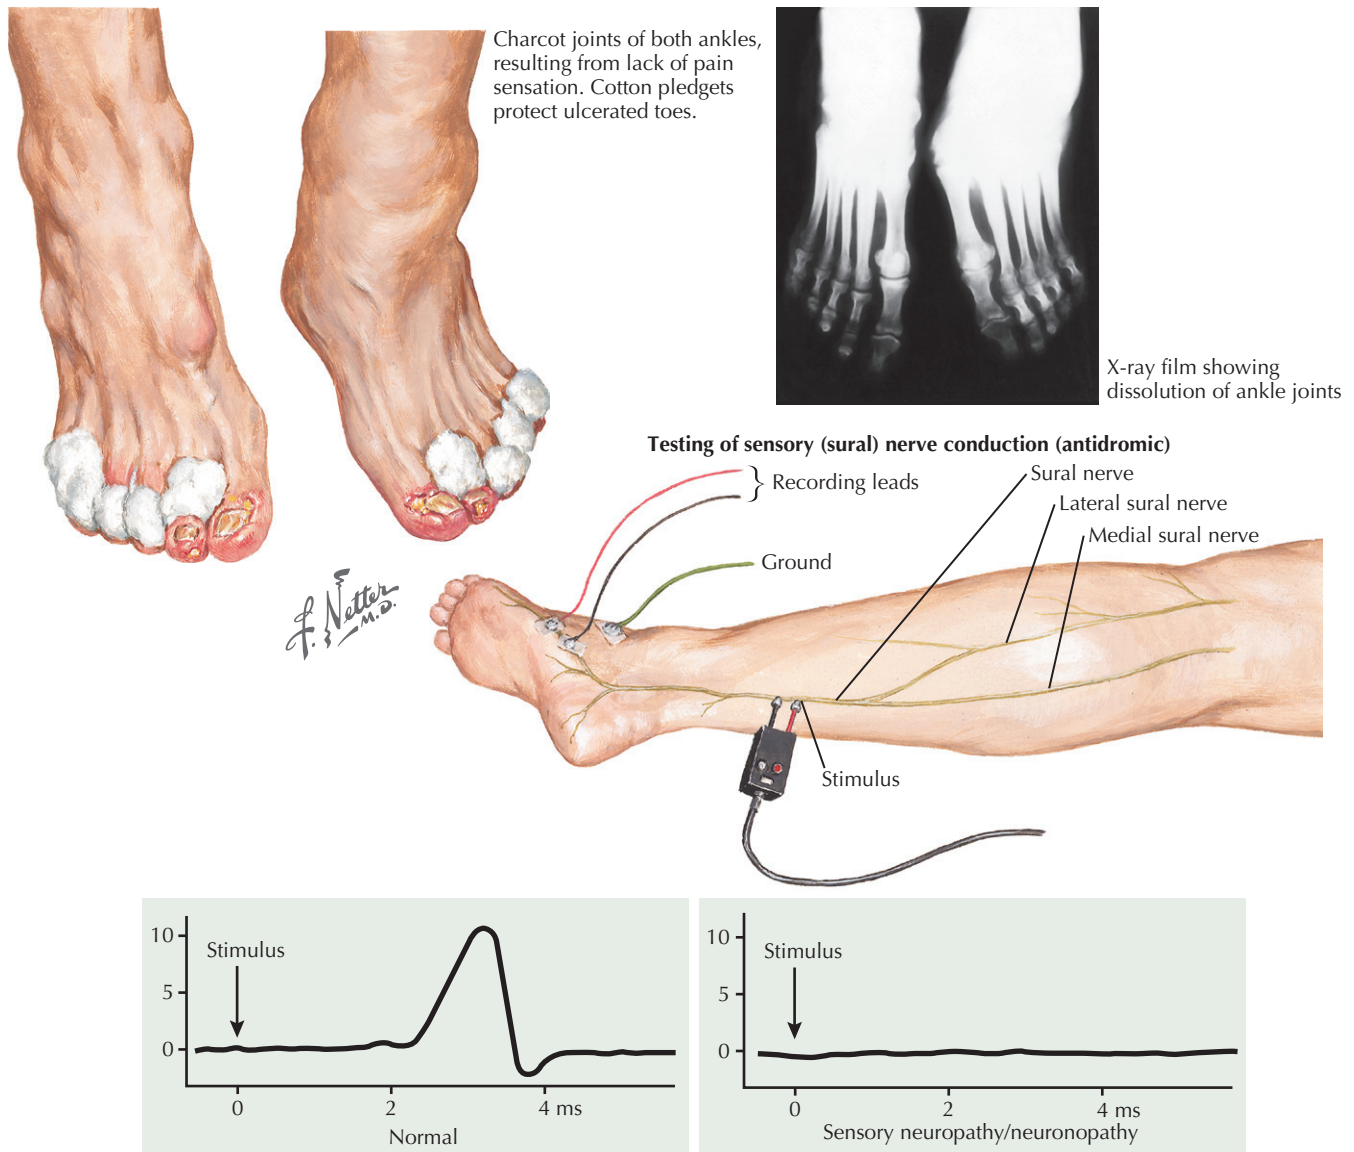 Charcot joints of both ankles,
resulting from lack of pain
sensation. Cotton pledgets
protect ulcerated toes.
X-ray film showing
dissolution of ankle joints
Testing of sensory (sural) nerve conduction (antidromic)
Recording leads
Sural nerve
Lateral sural nerve
Medial sural nerve
Ground
F. Netter
M.D.
Stimulus
10
5
0
Stimulus
0
2
4 ms
Normal
10
5
0
Stimulus
0
2
4 ms
Sensory neuropathy/neuronopathy